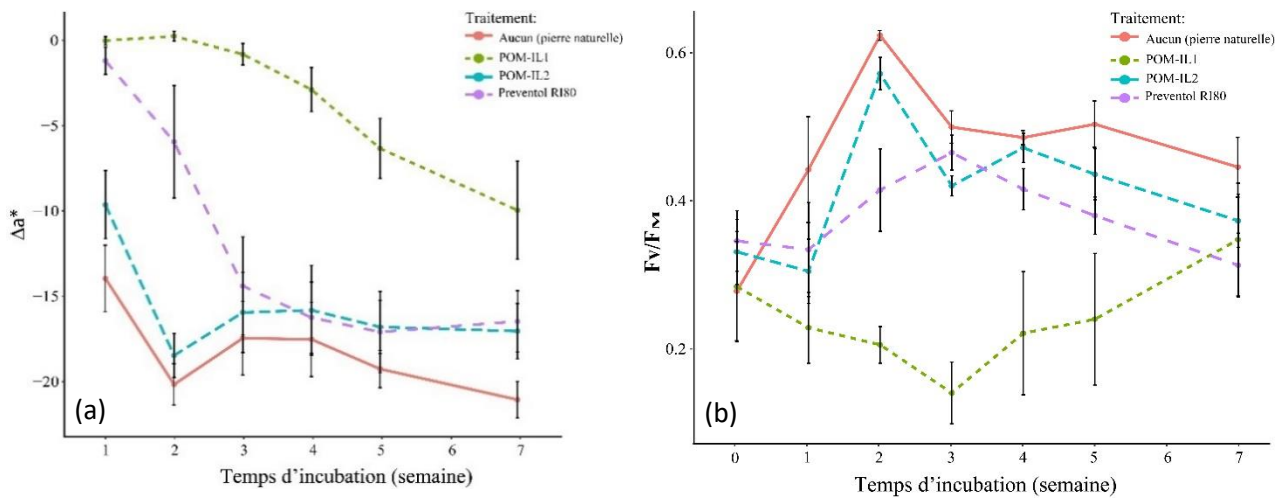 Traitement:
Aucun (pierre naturelle)
POM-IL1
POM-IL2
Preventol RI80
0
−5
−10
−15
−20
Δa*
(a)
1
2
3
4
5
6
7
Temps d’incubation (semaine)
Traitement:
Aucun (pierre naturelle)
POM-IL1
POM-IL2
Preventol RI80
0.6
0.4
0.2
Fv/FM
(b)
0
1
2
3
4
5
6
7
Temps d’incubation (semaine)